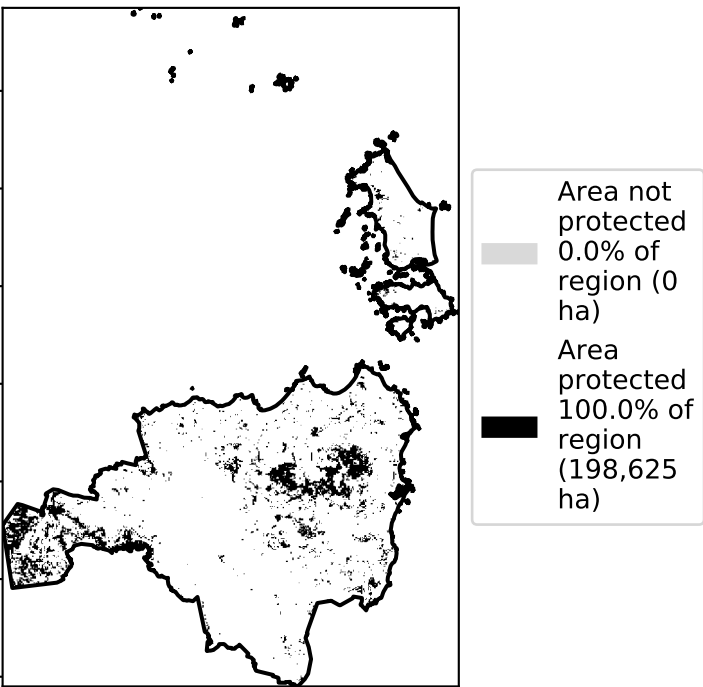 Area not
protected
0.0% of
region (0
ha)
Area
protected
100.0% of
region
(198,625
ha)